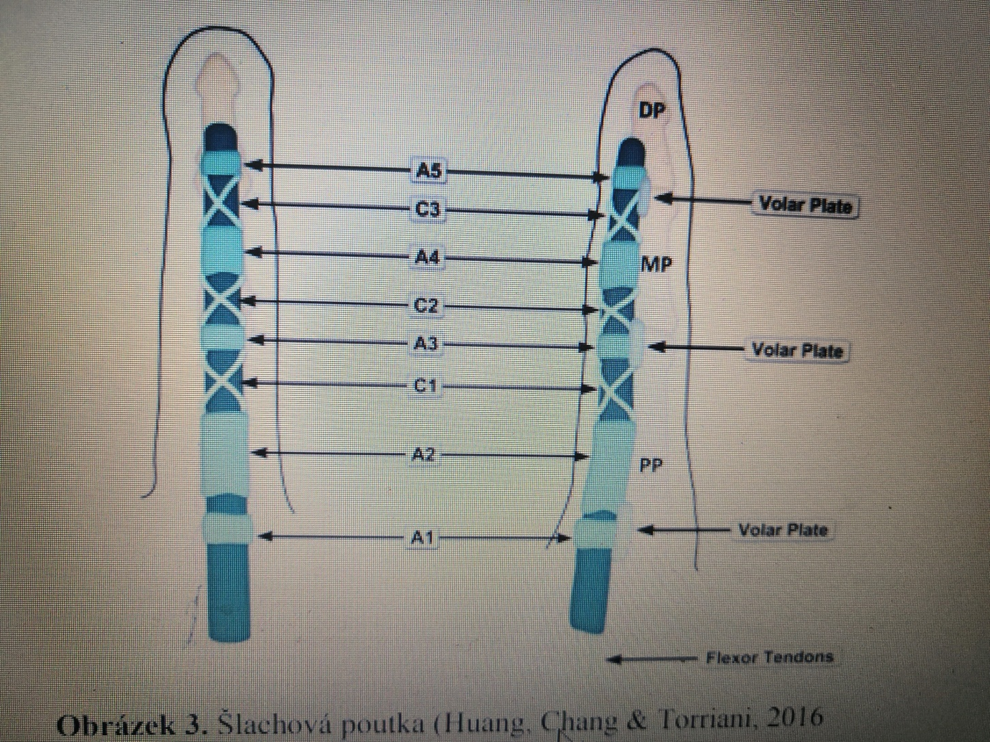 DP
A5
Volar Plate
C3
A4
MP
C2
A3
Volar Plate
C1
A2
PP
Volar Plate
A1
Flexor Tendons
Obrázek 3. Šlachová poutka (Huang, Chang & Torriani, 2016